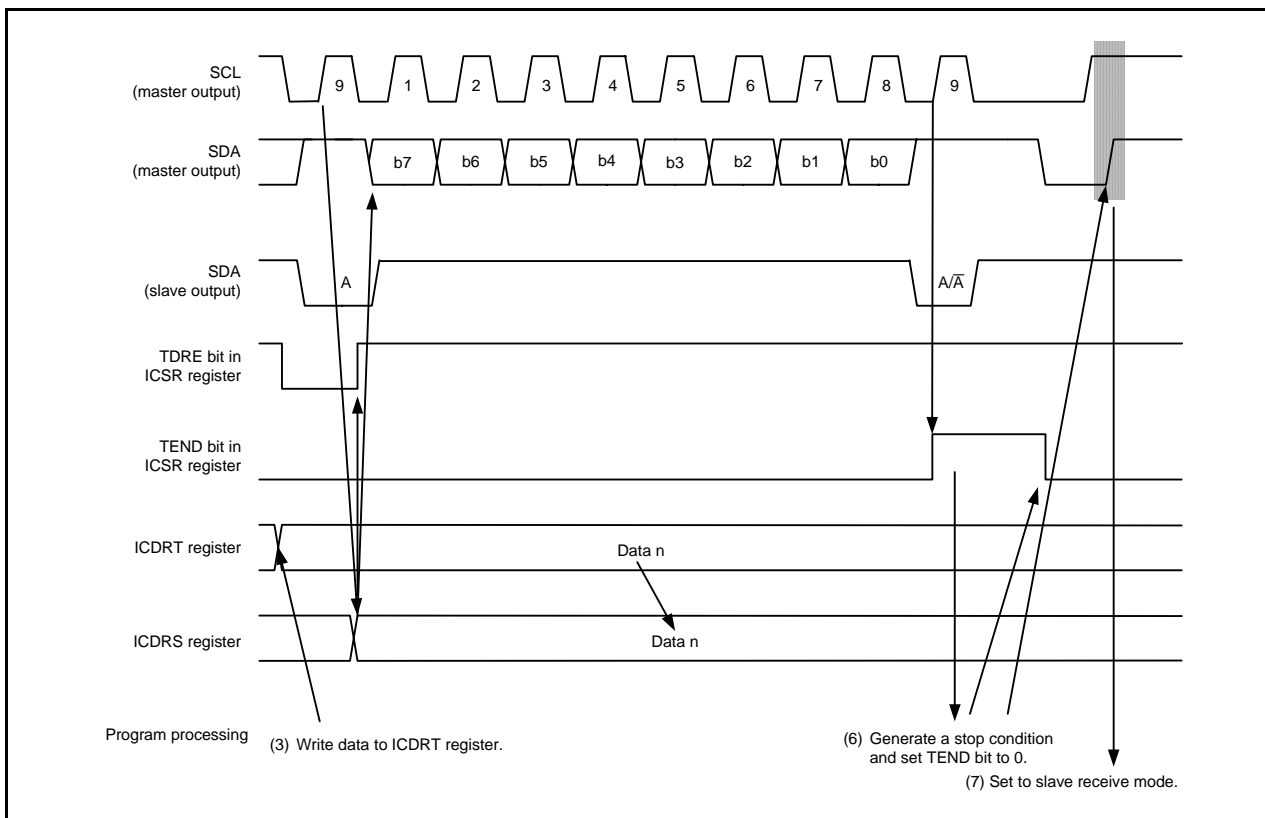 SCL
(master output)
9 1 2 3 4 5 6 7 8 9
SDA
(master output)
b7 b6 b5 b4 b3 b2 b1 b0
SDA
(slave output)
A A/A̅
TDRE bit in
ICSR register
TEND bit in
ICSR register
ICDRT register
Data n
ICDRS register
Data n
Program processing
(3) Write data to ICDRT register.
(6) Generate a stop condition
and set TEND bit to 0.
(7) Set to slave receive mode.